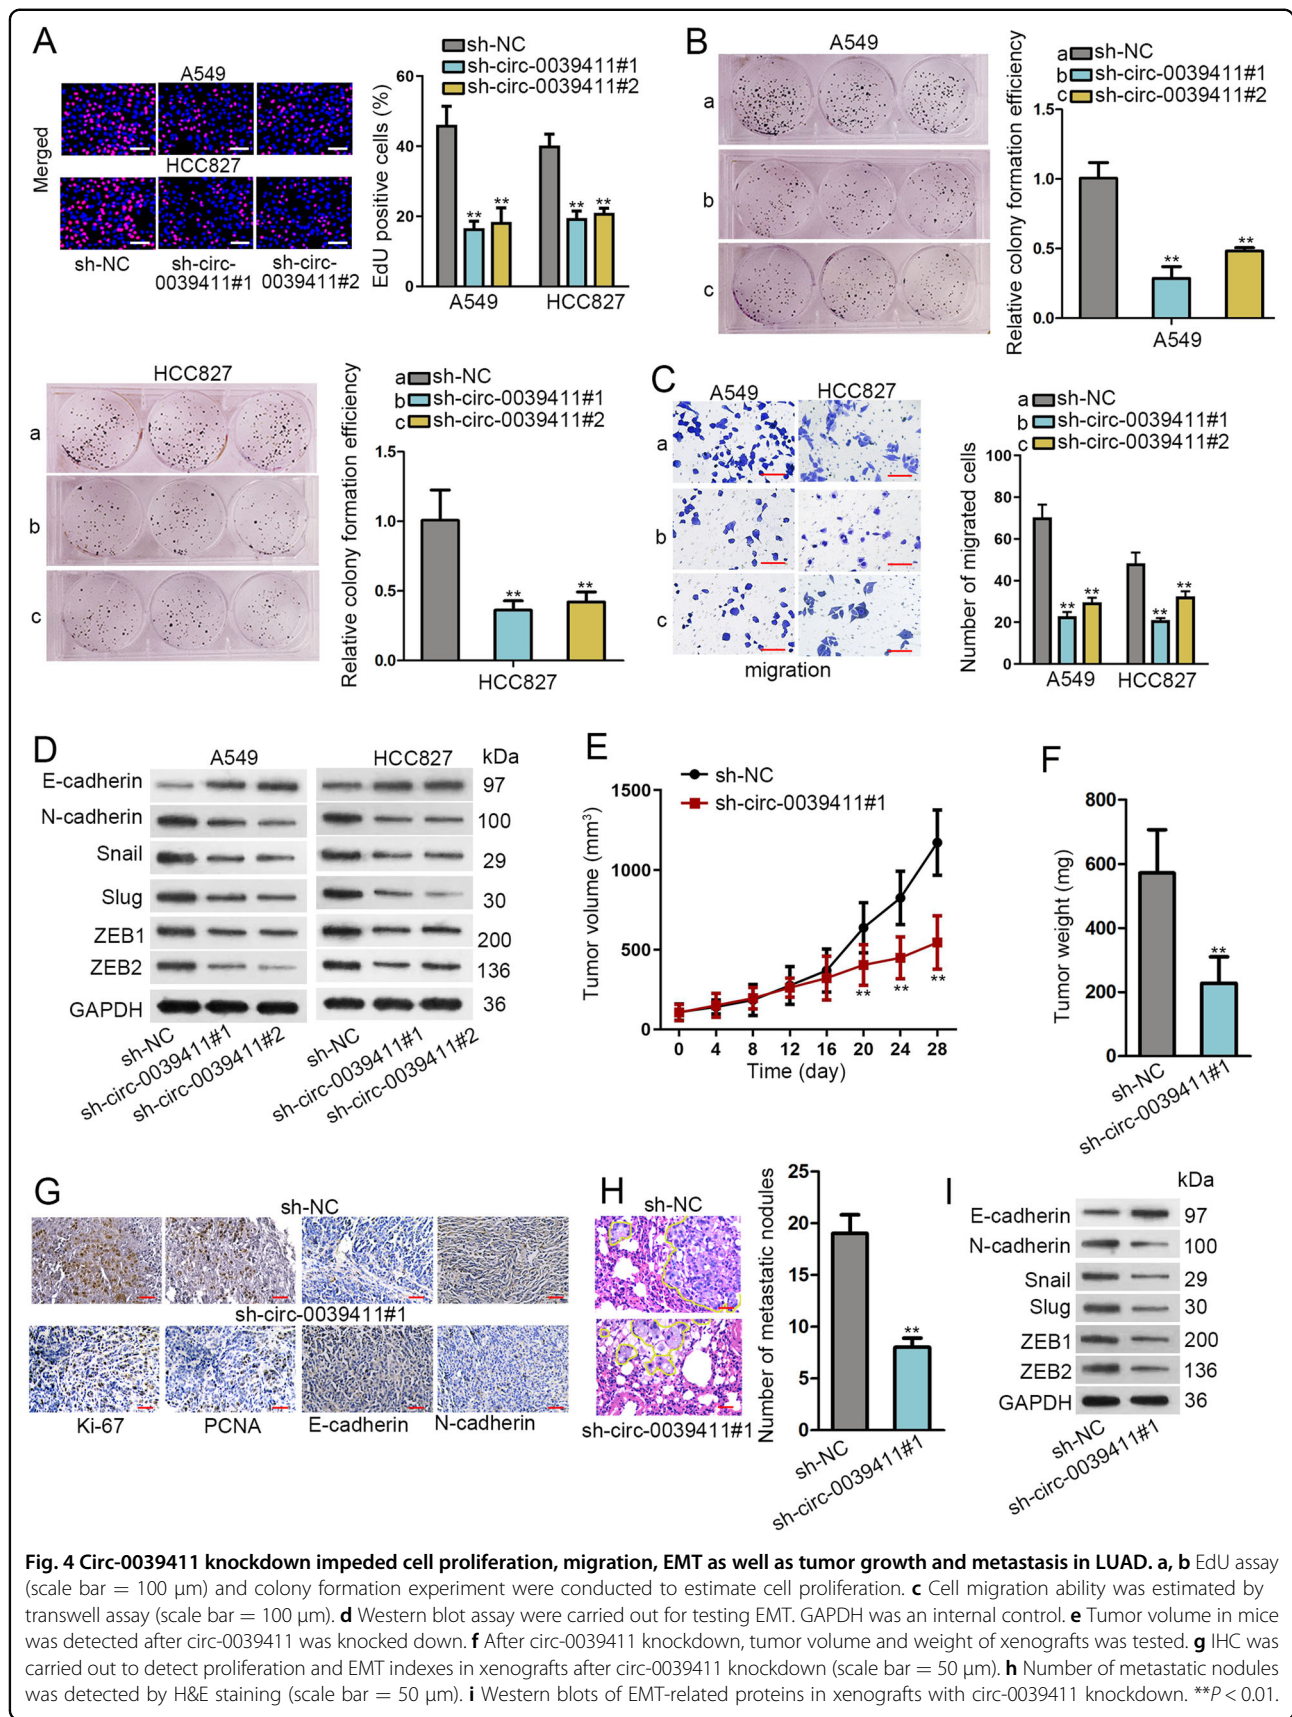 A
A549
HCC827
Merged
sh-NC
sh-circ-
0039411#1
sh-circ-
0039411#2
sh-NC
sh-circ-0039411#1
sh-circ-0039411#2
EdU positive cells (%)
60
40
20
0
**
**
**
**
A549
HCC827
B
A549
a
b
c
a sh-NC
b sh-circ-0039411#1
c sh-circ-0039411#2
Relative colony formation efficiency
1.5
1.0
0.5
0.0
**
**
A549
HCC827
a
b
c
a sh-NC
b sh-circ-0039411#1
c sh-circ-0039411#2
Relative colony formation efficiency
1.5
1.0
0.5
0.0
**
**
HCC827
C
A549
HCC827
a
b
c
migration
a sh-NC
b sh-circ-0039411#1
c sh-circ-0039411#2
Number of migrated cells
100
80
60
40
20
0
**
**
**
**
A549
HCC827
D
A549
HCC827
kDa
E-cadherin
97
N-cadherin
100
Snail
29
Slug
30
ZEB1
200
ZEB2
136
GAPDH
36
sh-NC
sh-circ-0039411#1
sh-circ-0039411#2
sh-NC
sh-circ-0039411#1
sh-circ-0039411#2
E
sh-NC
sh-circ-0039411#1
Tumor volume (mm³)
1500
1000
500
0
**
**
**
0 4 8 12 16 20 24 28
Time (day)
F
Tumor weight (mg)
800
600
400
200
0
**
sh-NC
sh-circ-0039411#1
G
sh-NC
sh-circ-0039411#1
Ki-67
PCNA
E-cadherin
N-cadherin
H
sh-NC
sh-circ-0039411#1
Number of metastatic nodules
25
20
15
10
5
0
**
sh-NC
sh-circ-0039411#1
I
kDa
E-cadherin
97
N-cadherin
100
Snail
29
Slug
30
ZEB1
200
ZEB2
136
GAPDH
36
sh-NC
sh-circ-0039411#1
Fig. 4 Circ-0039411 knockdown impeded cell proliferation, migration, EMT as well as tumor growth and metastasis in LUAD. a, b EdU assay
(scale bar = 100 μm) and colony formation experiment were conducted to estimate cell proliferation. c Cell migration ability was estimated by
transwell assay (scale bar = 100 μm). d Western blot assay were carried out for testing EMT. GAPDH was an internal control. e Tumor volume in mice
was detected after circ-0039411 was knocked down. f After circ-0039411 knockdown, tumor volume and weight of xenografts was tested. g IHC was
carried out to detect proliferation and EMT indexes in xenografts after circ-0039411 knockdown (scale bar = 50 μm). h Number of metastatic nodules
was detected by H&E staining (scale bar = 50 μm). i Western blots of EMT-related proteins in xenografts with circ-0039411 knockdown. **P < 0.01.